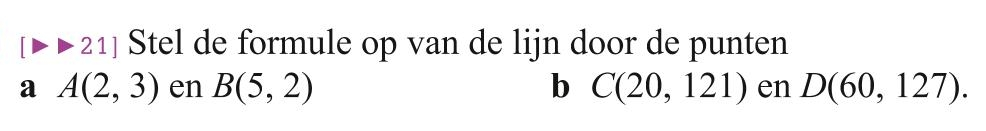 [▶▶21] Stel de formule op van de lijn door de punten
a A(2, 3) en B(5, 2) b C(20, 121) en D(60, 127).